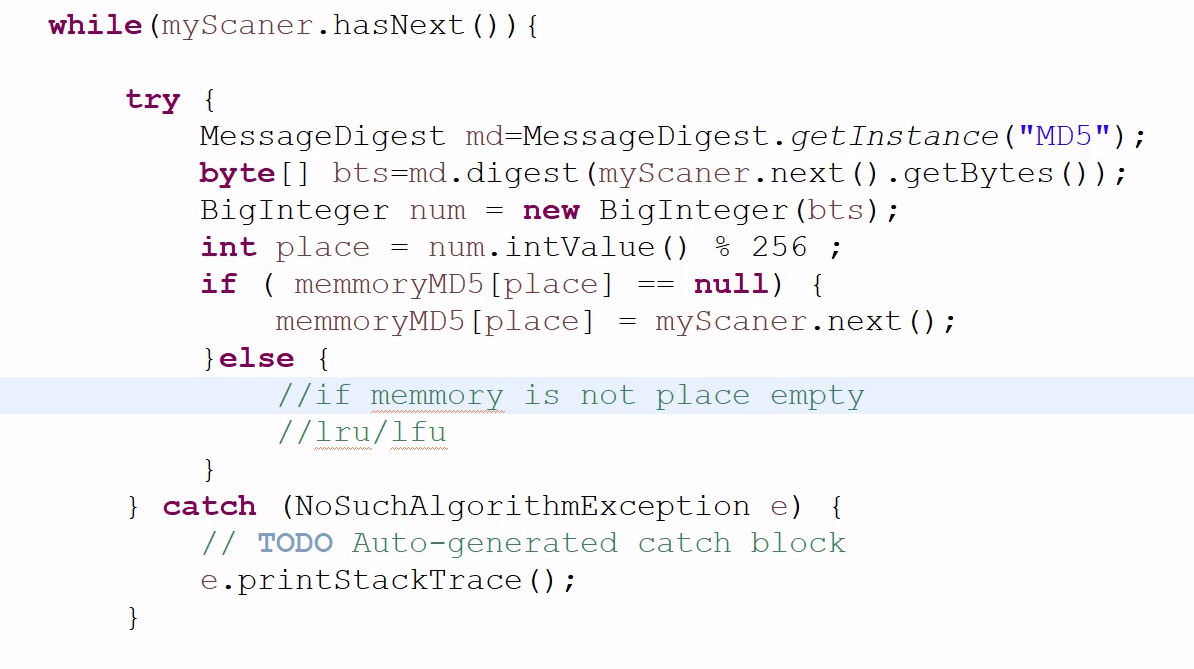 while(myScaner.hasNext()){
try {
MessageDigest md=MessageDigest.getInstance("MD5");
byte[] bts=md.digest(myScaner.next().getBytes());
BigInteger num = new BigInteger(bts);
int place = num.intValue() % 256 ;
if ( memmoryMD5[place] == null) {
memmoryMD5[place] = myScaner.next();
}else {
//if memmory is not place empty
//lru/lfu
}
} catch (NoSuchAlgorithmException e) {
// TODO Auto-generated catch block
e.printStackTrace();
}